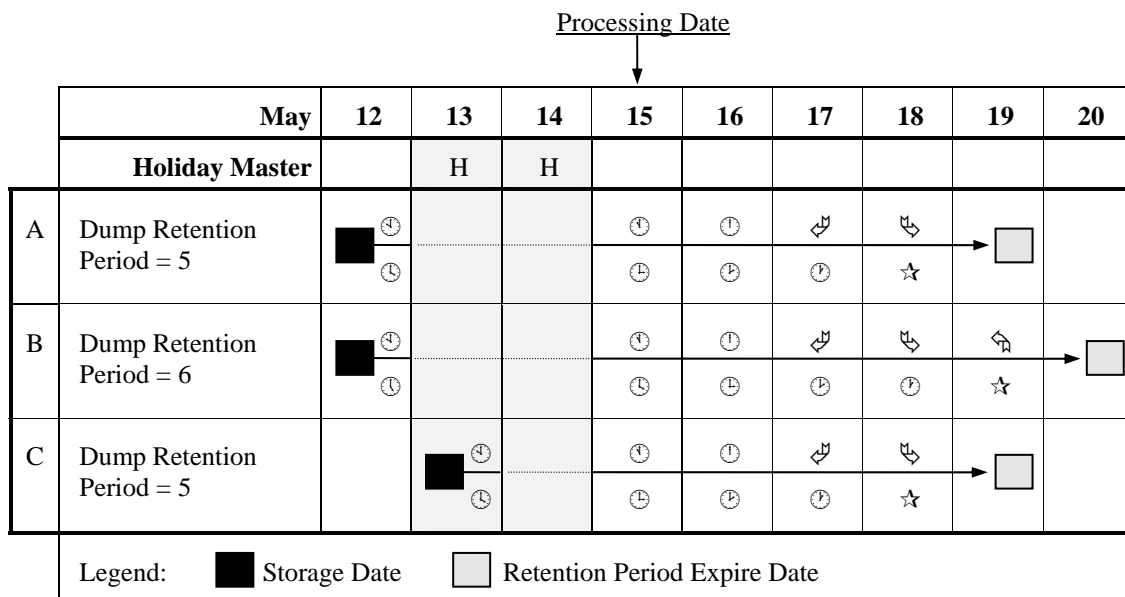 Processing Date
May 12 13 14 15 16 17 18 19 20
Holiday Master H H
A Dump Retention
Period = 5
B Dump Retention
Period = 6
C Dump Retention
Period = 5
Legend: Storage Date Retention Period Expire Date